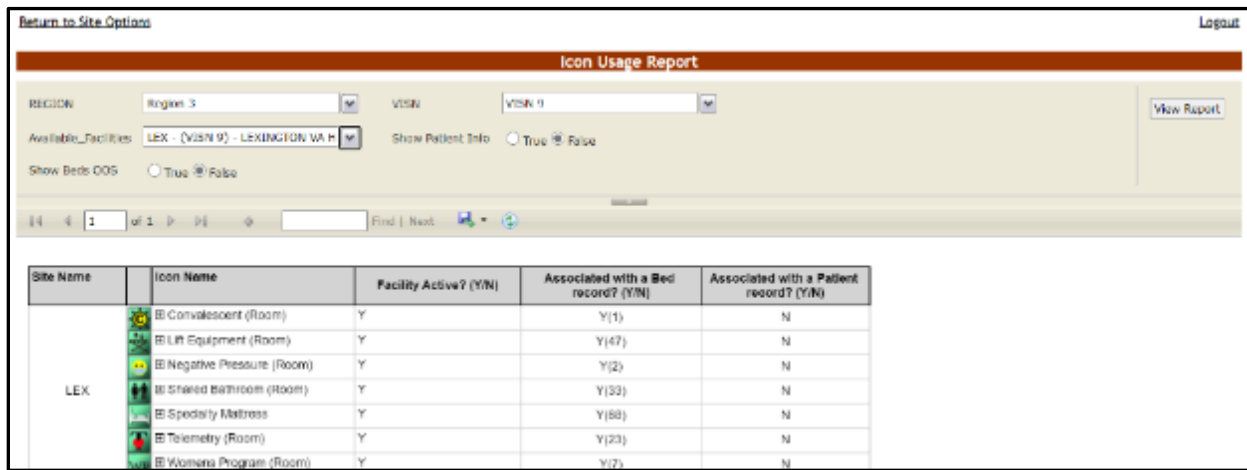 Return to Site Options Logout
Icon Usage Report
REGION Region 3 VISN VISN 9 View Report
Available_Facilities LEX - (VISN 9) - LEXINGTON VA H Show Patient Info True False
Show Beds OOS True False
1 of 1 Find | Next
Site Name Icon Name Facility Active? (Y/N) Associated with a Bed record? (Y/N) Associated with a Patient record? (Y/N)
Convalescent (Room) Y Y(1) N
Lift Equipment (Room) Y Y(47) N
Negative Pressure (Room) Y Y(2) N
LEX Shared Bathroom (Room) Y Y(33) N
Specialty Mattress Y Y(68) N
Telemetry (Room) Y Y(23) N
Womens Program (Room) Y Y(7) N